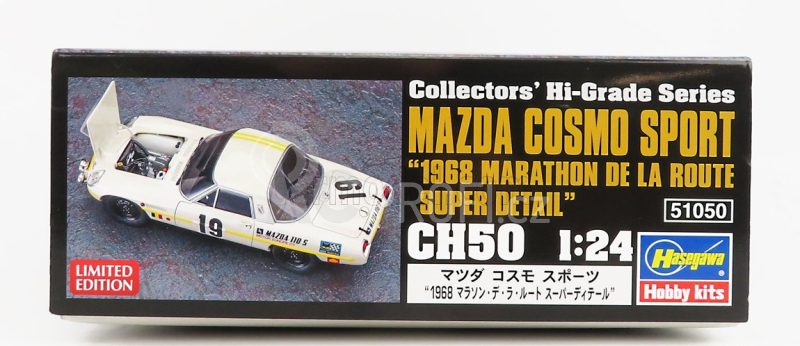 Collectors' Hi-Grade Series
MAZDA COSMO SPORT
"1968 MARATHON DE LA ROUTE
SUPER DETAIL"
51050
CH50 1:24
マツダ コスモ スポーツ
"1968 マラソン・デ・ラ・ルート スーパーディテール"
Hasegawa
Hobby kits
LIMITED
EDITION
19
19
MAZDA 110 S